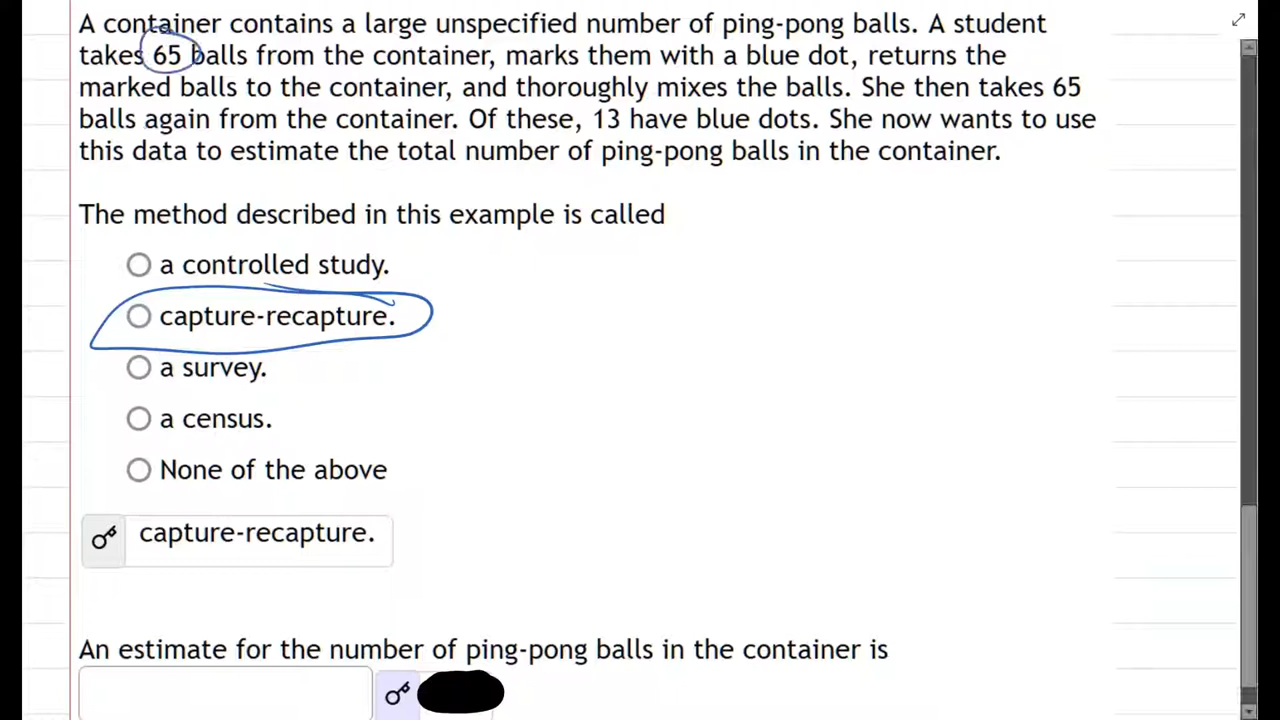 A container contains a large unspecified number of ping-pong balls. A student
takes 65 balls from the container, marks them with a blue dot, returns the
marked balls to the container, and thoroughly mixes the balls. She then takes 65
balls again from the container. Of these, 13 have blue dots. She now wants to use
this data to estimate the total number of ping-pong balls in the container.
The method described in this example is called
a controlled study.
capture-recapture.
a survey.
a census.
None of the above
capture-recapture.
An estimate for the number of ping-pong balls in the container is